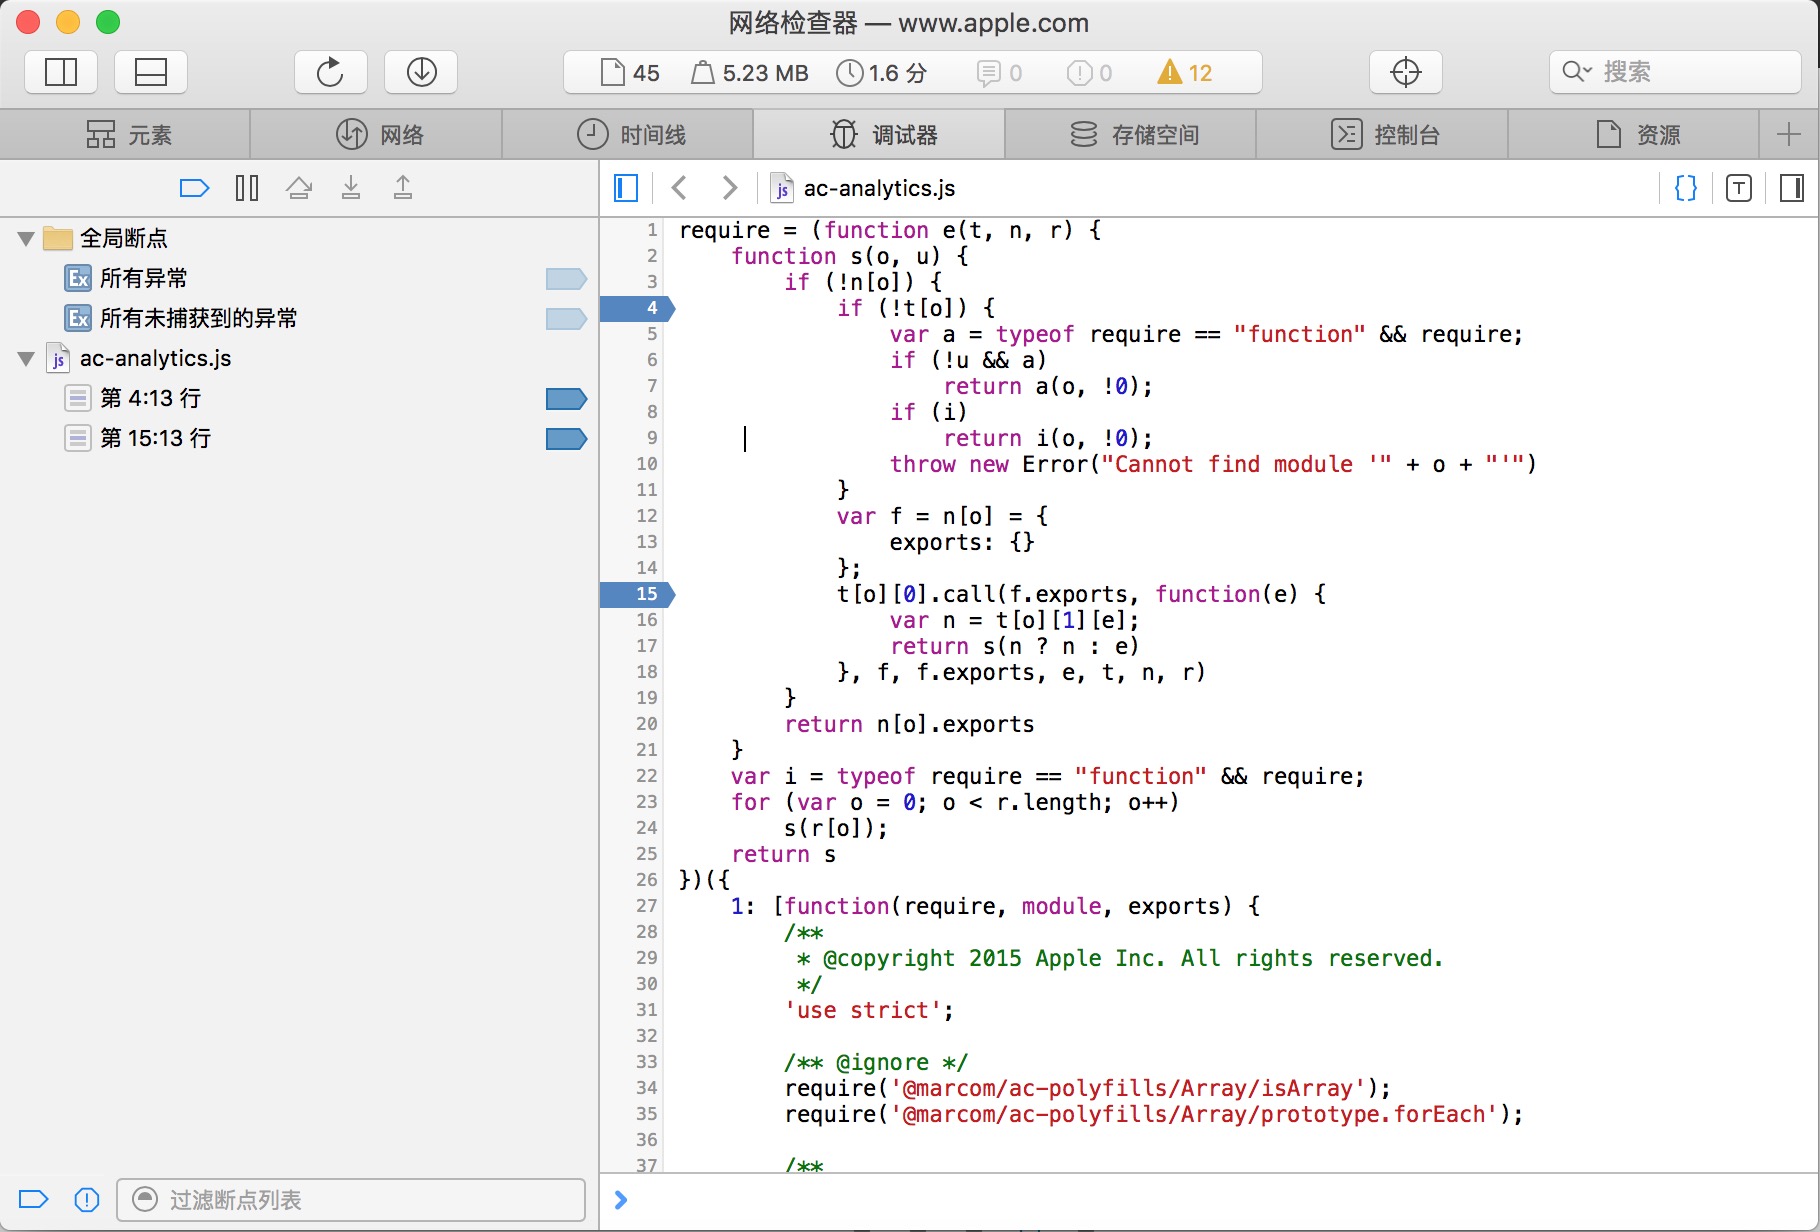 网络检查器 — www.apple.com
45 5.23 MB 1.6 分 0 0 12 搜索
元素 网络 时间线 调试器 存储空间 控制台 资源
ac-analytics.js
全局断点
Ex 所有异常
Ex 所有未捕获到的异常
js ac-analytics.js
第 4:13 行
第 15:13 行
过滤断点列表
1 require = (function e(t, n, r) {
2     function s(o, u) {
3         if (!n[o]) {
4             if (!t[o]) {
5                 var a = typeof require == "function" && require;
6                 if (!u && a)
7                     return a(o, !0);
8                 if (i)
9                     return i(o, !0);
10                 throw new Error("Cannot find module '" + o + "'")
11             }
12             var f = n[o] = {
13                 exports: {}
14             };
15             t[o][0].call(f.exports, function(e) {
16                 var n = t[o][1][e];
17                 return s(n ? n : e)
18             }, f, f.exports, e, t, n, r)
19         }
20         return n[o].exports
21     }
22     var i = typeof require == "function" && require;
23     for (var o = 0; o < r.length; o++)
24         s(r[o]);
25     return s
26 })({
27     1: [function(require, module, exports) {
28         /**
29          * @copyright 2015 Apple Inc. All rights reserved.
30          */
31         'use strict';
32
33         /** @ignore */
34         require('@marcom/ac-polyfills/Array/isArray');
35         require('@marcom/ac-polyfills/Array/prototype.forEach');
36
37         /**